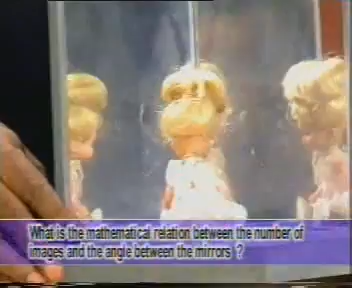 What is the mathematical relation between the number of
images and the angle between the mirrors ?